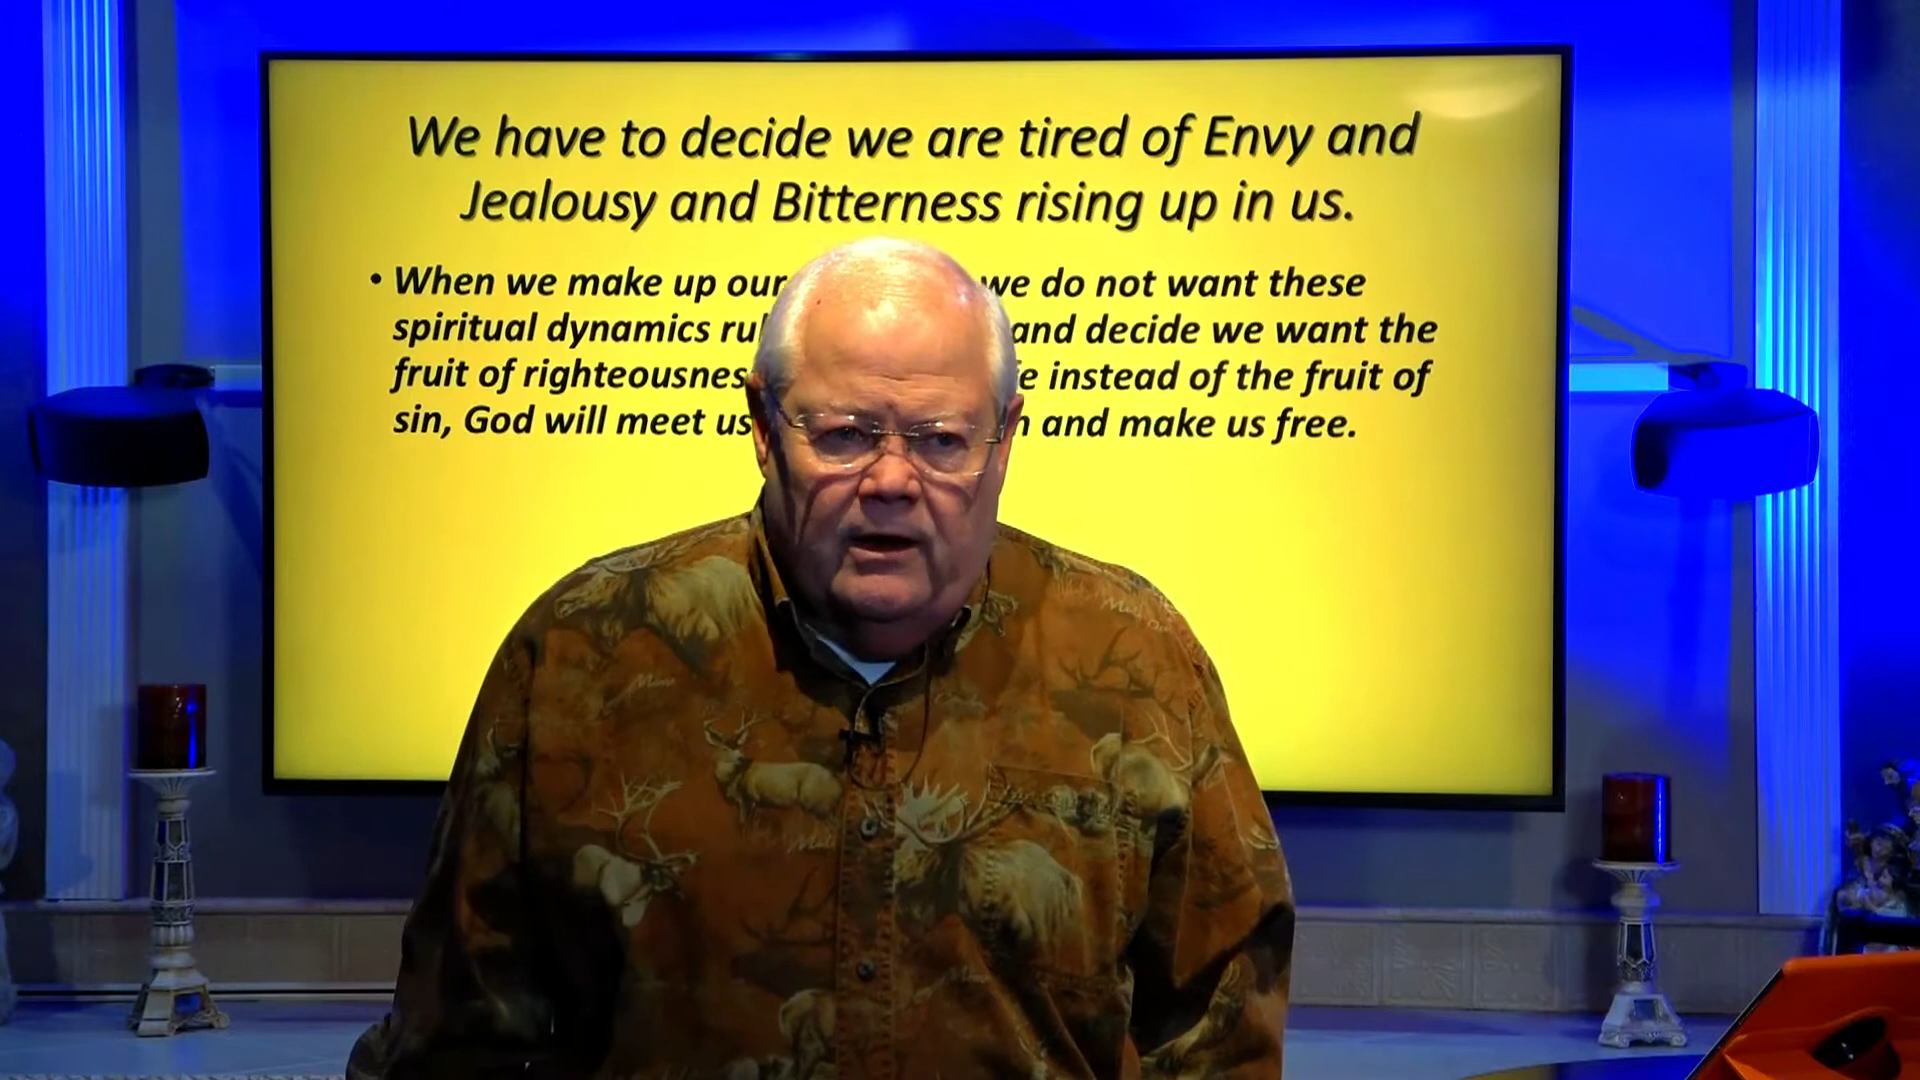 We have to decide we are tired of Envy and
Jealousy and Bitterness rising up in us.
• When we make up our we do not want these
spiritual dynamics and decide we want the
fruit of instead of the fruit of
sin, God will meet us and make us free.